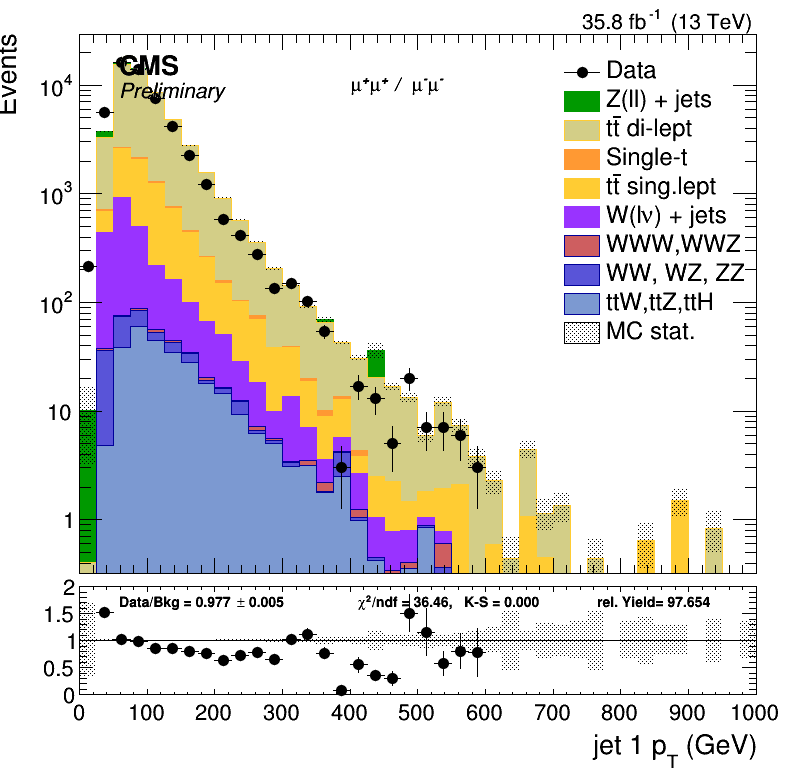 35.8 fb⁻¹ (13 TeV)
Events
CMS
Preliminary
μ⁺μ⁺ / μ⁻μ⁻
Data
Z(ll) + jets
tt̄ di-lept
Single-t
tt̄ sing.lept
W(lν) + jets
WWW,WWZ
WW, WZ, ZZ
ttW,ttZ,ttH
MC stat.
10⁴
10³
10²
10
1
Data/Bkg = 0.977 ± 0.005 χ²/ndf = 36.46, K-S = 0.000 rel. Yield= 97.654
2
1.5
1
0.5
0
0 100 200 300 400 500 600 700 800 900 1000
jet 1 p_T (GeV)